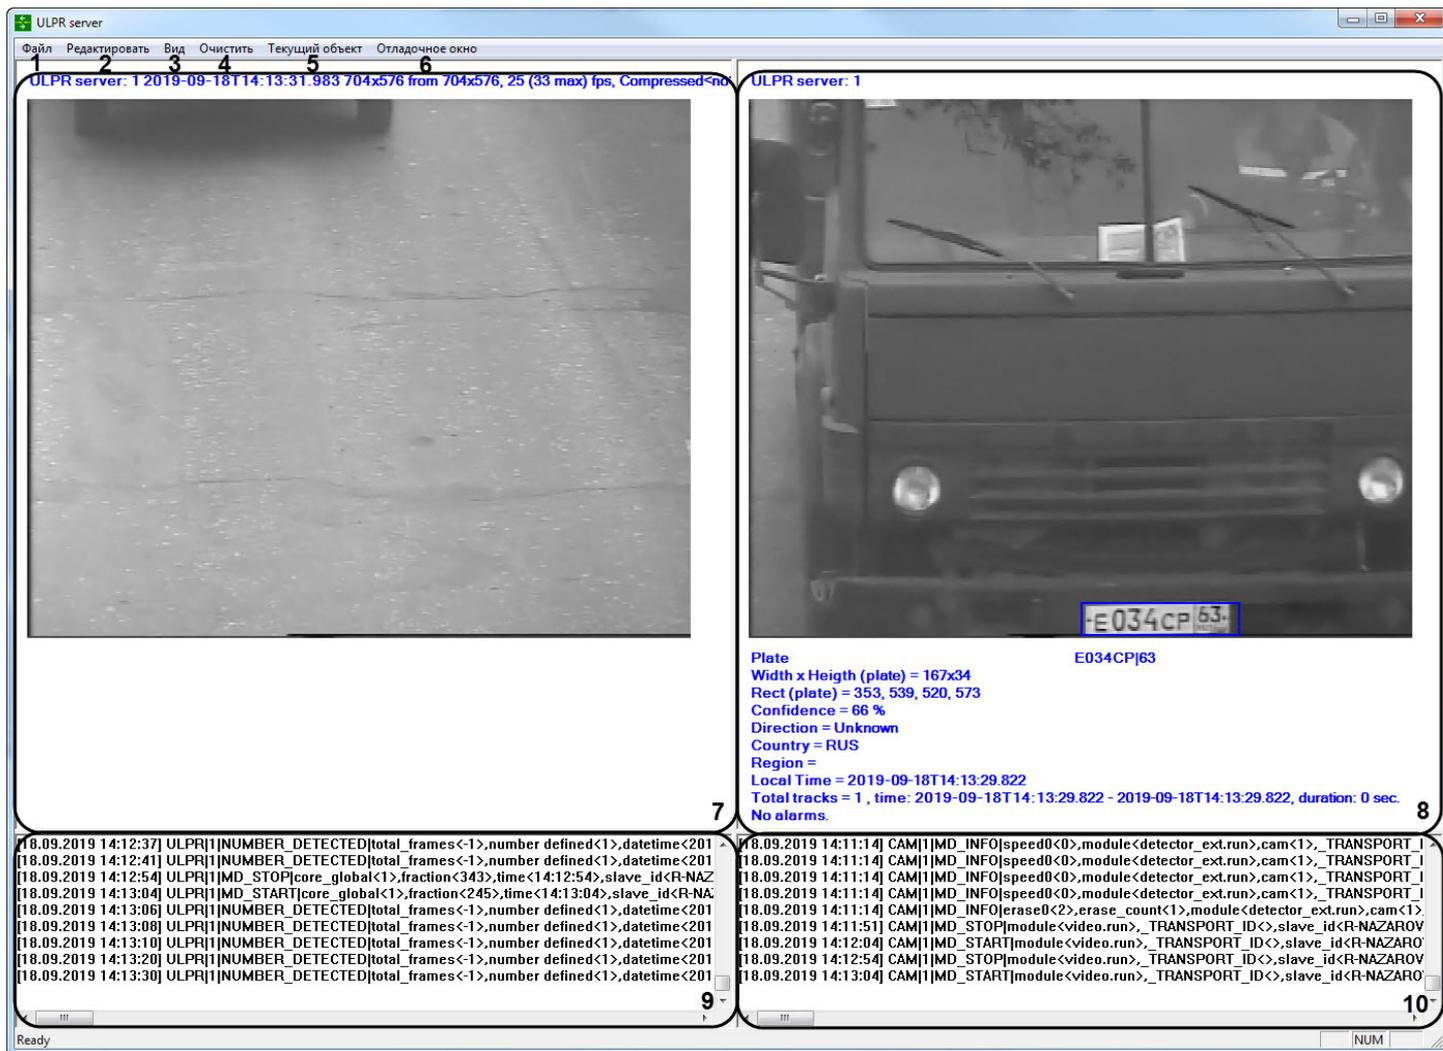 ULPR server
Файл Редактировать Вид Очистить Текущий объект Отладочное окно
1 2 3 4 5 6
ULPR server: 1 2019-09-18T14:13:31.983 704x576 from 704x576, 25 (33 max) fps, Compressed<no
ULPR server: 1
E034CP 63
Plate E034CP|63
Width x Heigth (plate) = 167x34
Rect (plate) = 353, 539, 520, 573
Confidence = 66 %
Direction = Unknown
Country = RUS
Region =
Local Time = 2019-09-18T14:13:29.822
Total tracks = 1 , time: 2019-09-18T14:13:29.822 - 2019-09-18T14:13:29.822, duration: 0 sec.
No alarms.
7
8
[18.09.2019 14:12:37] ULPR|1|NUMBER_DETECTED|total_frames<-1>,number defined<1>,datetime<201
[18.09.2019 14:12:41] ULPR|1|NUMBER_DETECTED|total_frames<-1>,number defined<1>,datetime<201
[18.09.2019 14:12:54] ULPR|1|MD_STOP|core_global<1>,fraction<343>,time<14:12:54>,slave_id<R-NAZ
[18.09.2019 14:13:04] ULPR|1|MD_START|core_global<1>,fraction<245>,time<14:13:04>,slave_id<R-NA
[18.09.2019 14:13:06] ULPR|1|NUMBER_DETECTED|total_frames<-1>,number defined<1>,datetime<201
[18.09.2019 14:13:08] ULPR|1|NUMBER_DETECTED|total_frames<-1>,number defined<1>,datetime<201
[18.09.2019 14:13:10] ULPR|1|NUMBER_DETECTED|total_frames<-1>,number defined<1>,datetime<201
[18.09.2019 14:13:20] ULPR|1|NUMBER_DETECTED|total_frames<-1>,number defined<1>,datetime<201
[18.09.2019 14:13:30] ULPR|1|NUMBER_DETECTED|total_frames<-1>,number defined<1>,datetime<201
9
[18.09.2019 14:11:14] CAM|1|MD_INFO|speed0<0>,module<detector_ext.run>,cam<1>,_TRANSPORT_I
[18.09.2019 14:11:14] CAM|1|MD_INFO|speed0<0>,module<detector_ext.run>,cam<1>,_TRANSPORT_I
[18.09.2019 14:11:14] CAM|1|MD_INFO|speed0<0>,module<detector_ext.run>,cam<1>,_TRANSPORT_I
[18.09.2019 14:11:14] CAM|1|MD_INFO|speed0<0>,module<detector_ext.run>,cam<1>,_TRANSPORT_I
[18.09.2019 14:11:14] CAM|1|MD_INFO|erase0<2>,erase_count<1>,module<detector_ext.run>,cam<1>,
[18.09.2019 14:11:51] CAM|1|MD_STOP|module<video.run>,_TRANSPORT_ID<>,slave_id<R-NAZAROV
[18.09.2019 14:12:04] CAM|1|MD_START|module<video.run>,_TRANSPORT_ID<>,slave_id<R-NAZARO
[18.09.2019 14:12:54] CAM|1|MD_STOP|module<video.run>,_TRANSPORT_ID<>,slave_id<R-NAZAROV
[18.09.2019 14:13:04] CAM|1|MD_START|module<video.run>,_TRANSPORT_ID<>,slave_id<R-NAZARO
10
Ready NUM